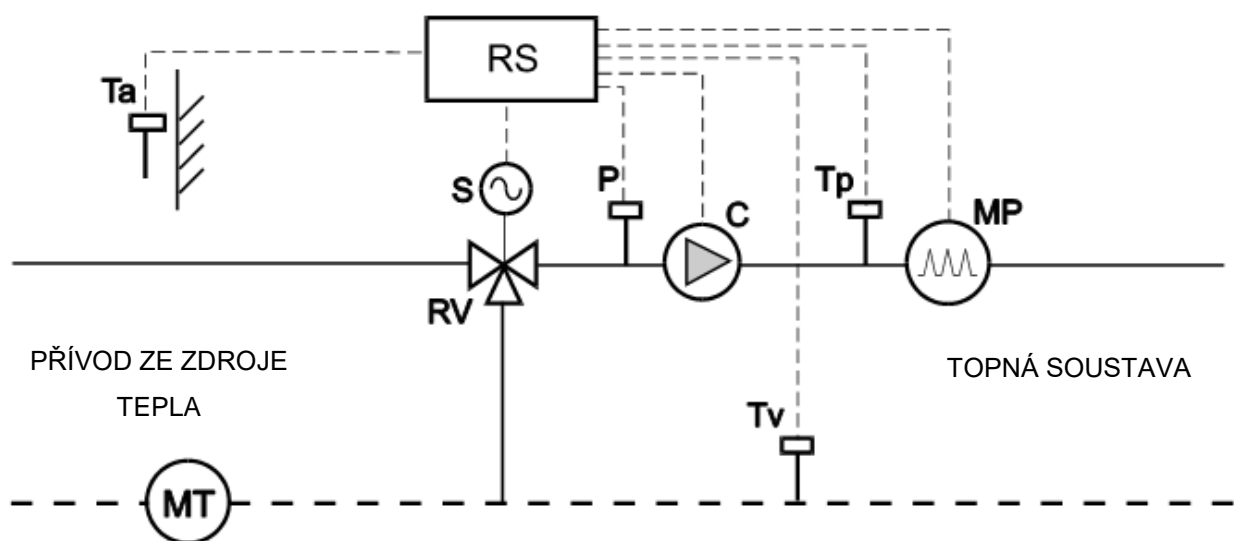 RS
Ta
S
P
C
Tp
MP
RV
PŘÍVOD ZE ZDROJE
TEPLA
TOPNÁ SOUSTAVA
Tv
MT